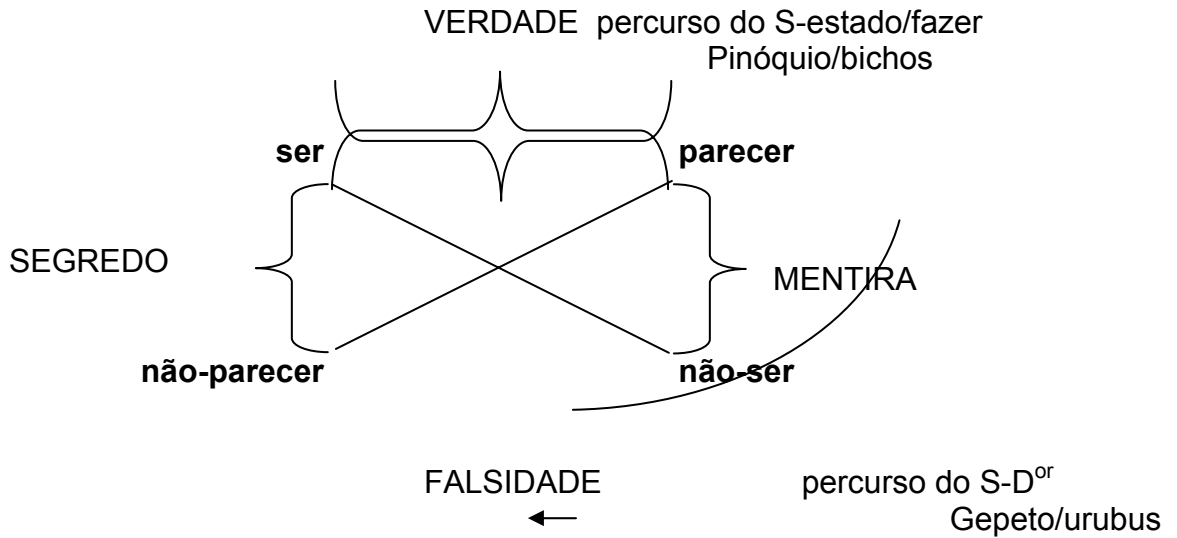 VERDADE percurso do S-estado/fazer
Pinóquio/bichos
ser parecer
SEGREDO MENTIRA
não-parecer não-ser
FALSIDADE percurso do S-Dor
Gepeto/urubus